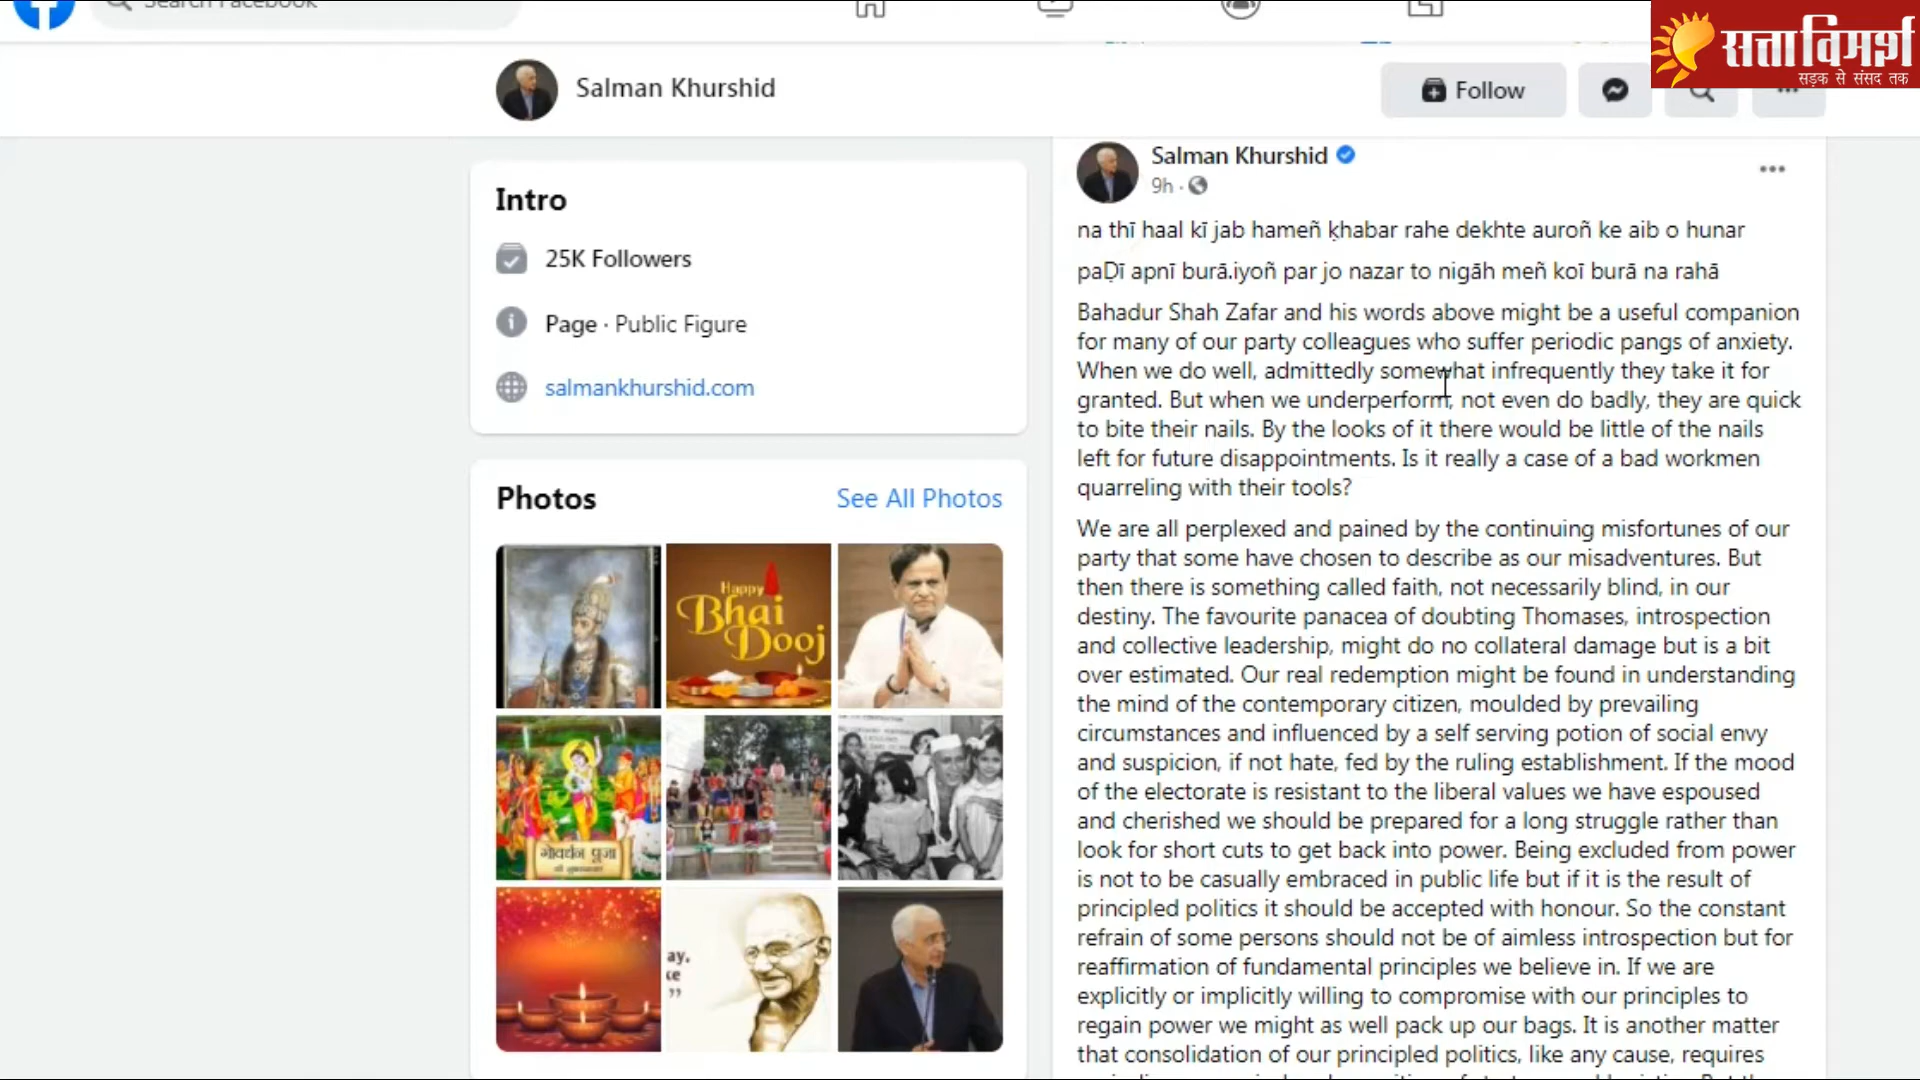 Search Facebook
सत्ता विमर्श
सड़क से संसद तक
Salman Khurshid
Follow
Intro
25K Followers
Page · Public Figure
salmankhurshid.com
Photos
See All Photos
Happy
Bhai
Dooj
गोवर्धन पूजा
ay,
ke
”
Salman Khurshid
9h ·
na thī haal kī jab hameñ ḳhabar rahe dekhte auroñ ke aib o hunar
paḌī apnī burā.iyoñ par jo nazar to nigāh meñ koī burā na rahā
Bahadur Shah Zafar and his words above might be a useful companion
for many of our party colleagues who suffer periodic pangs of anxiety.
When we do well, admittedly somewhat infrequently they take it for
granted. But when we underperform, not even do badly, they are quick
to bite their nails. By the looks of it there would be little of the nails
left for future disappointments. Is it really a case of a bad workmen
quarreling with their tools?
We are all perplexed and pained by the continuing misfortunes of our
party that some have chosen to describe as our misadventures. But
then there is something called faith, not necessarily blind, in our
destiny. The favourite panacea of doubting Thomases, introspection
and collective leadership, might do no collateral damage but is a bit
over estimated. Our real redemption might be found in understanding
the mind of the contemporary citizen, moulded by prevailing
circumstances and influenced by a self serving potion of social envy
and suspicion, if not hate, fed by the ruling establishment. If the mood
of the electorate is resistant to the liberal values we have espoused
and cherished we should be prepared for a long struggle rather than
look for short cuts to get back into power. Being excluded from power
is not to be casually embraced in public life but if it is the result of
principled politics it should be accepted with honour. So the constant
refrain of some persons should not be of aimless introspection but for
reaffirmation of fundamental principles we believe in. If we are
explicitly or implicitly willing to compromise with our principles to
regain power we might as well pack up our bags. It is another matter
that consolidation of our principled politics, like any cause, requires